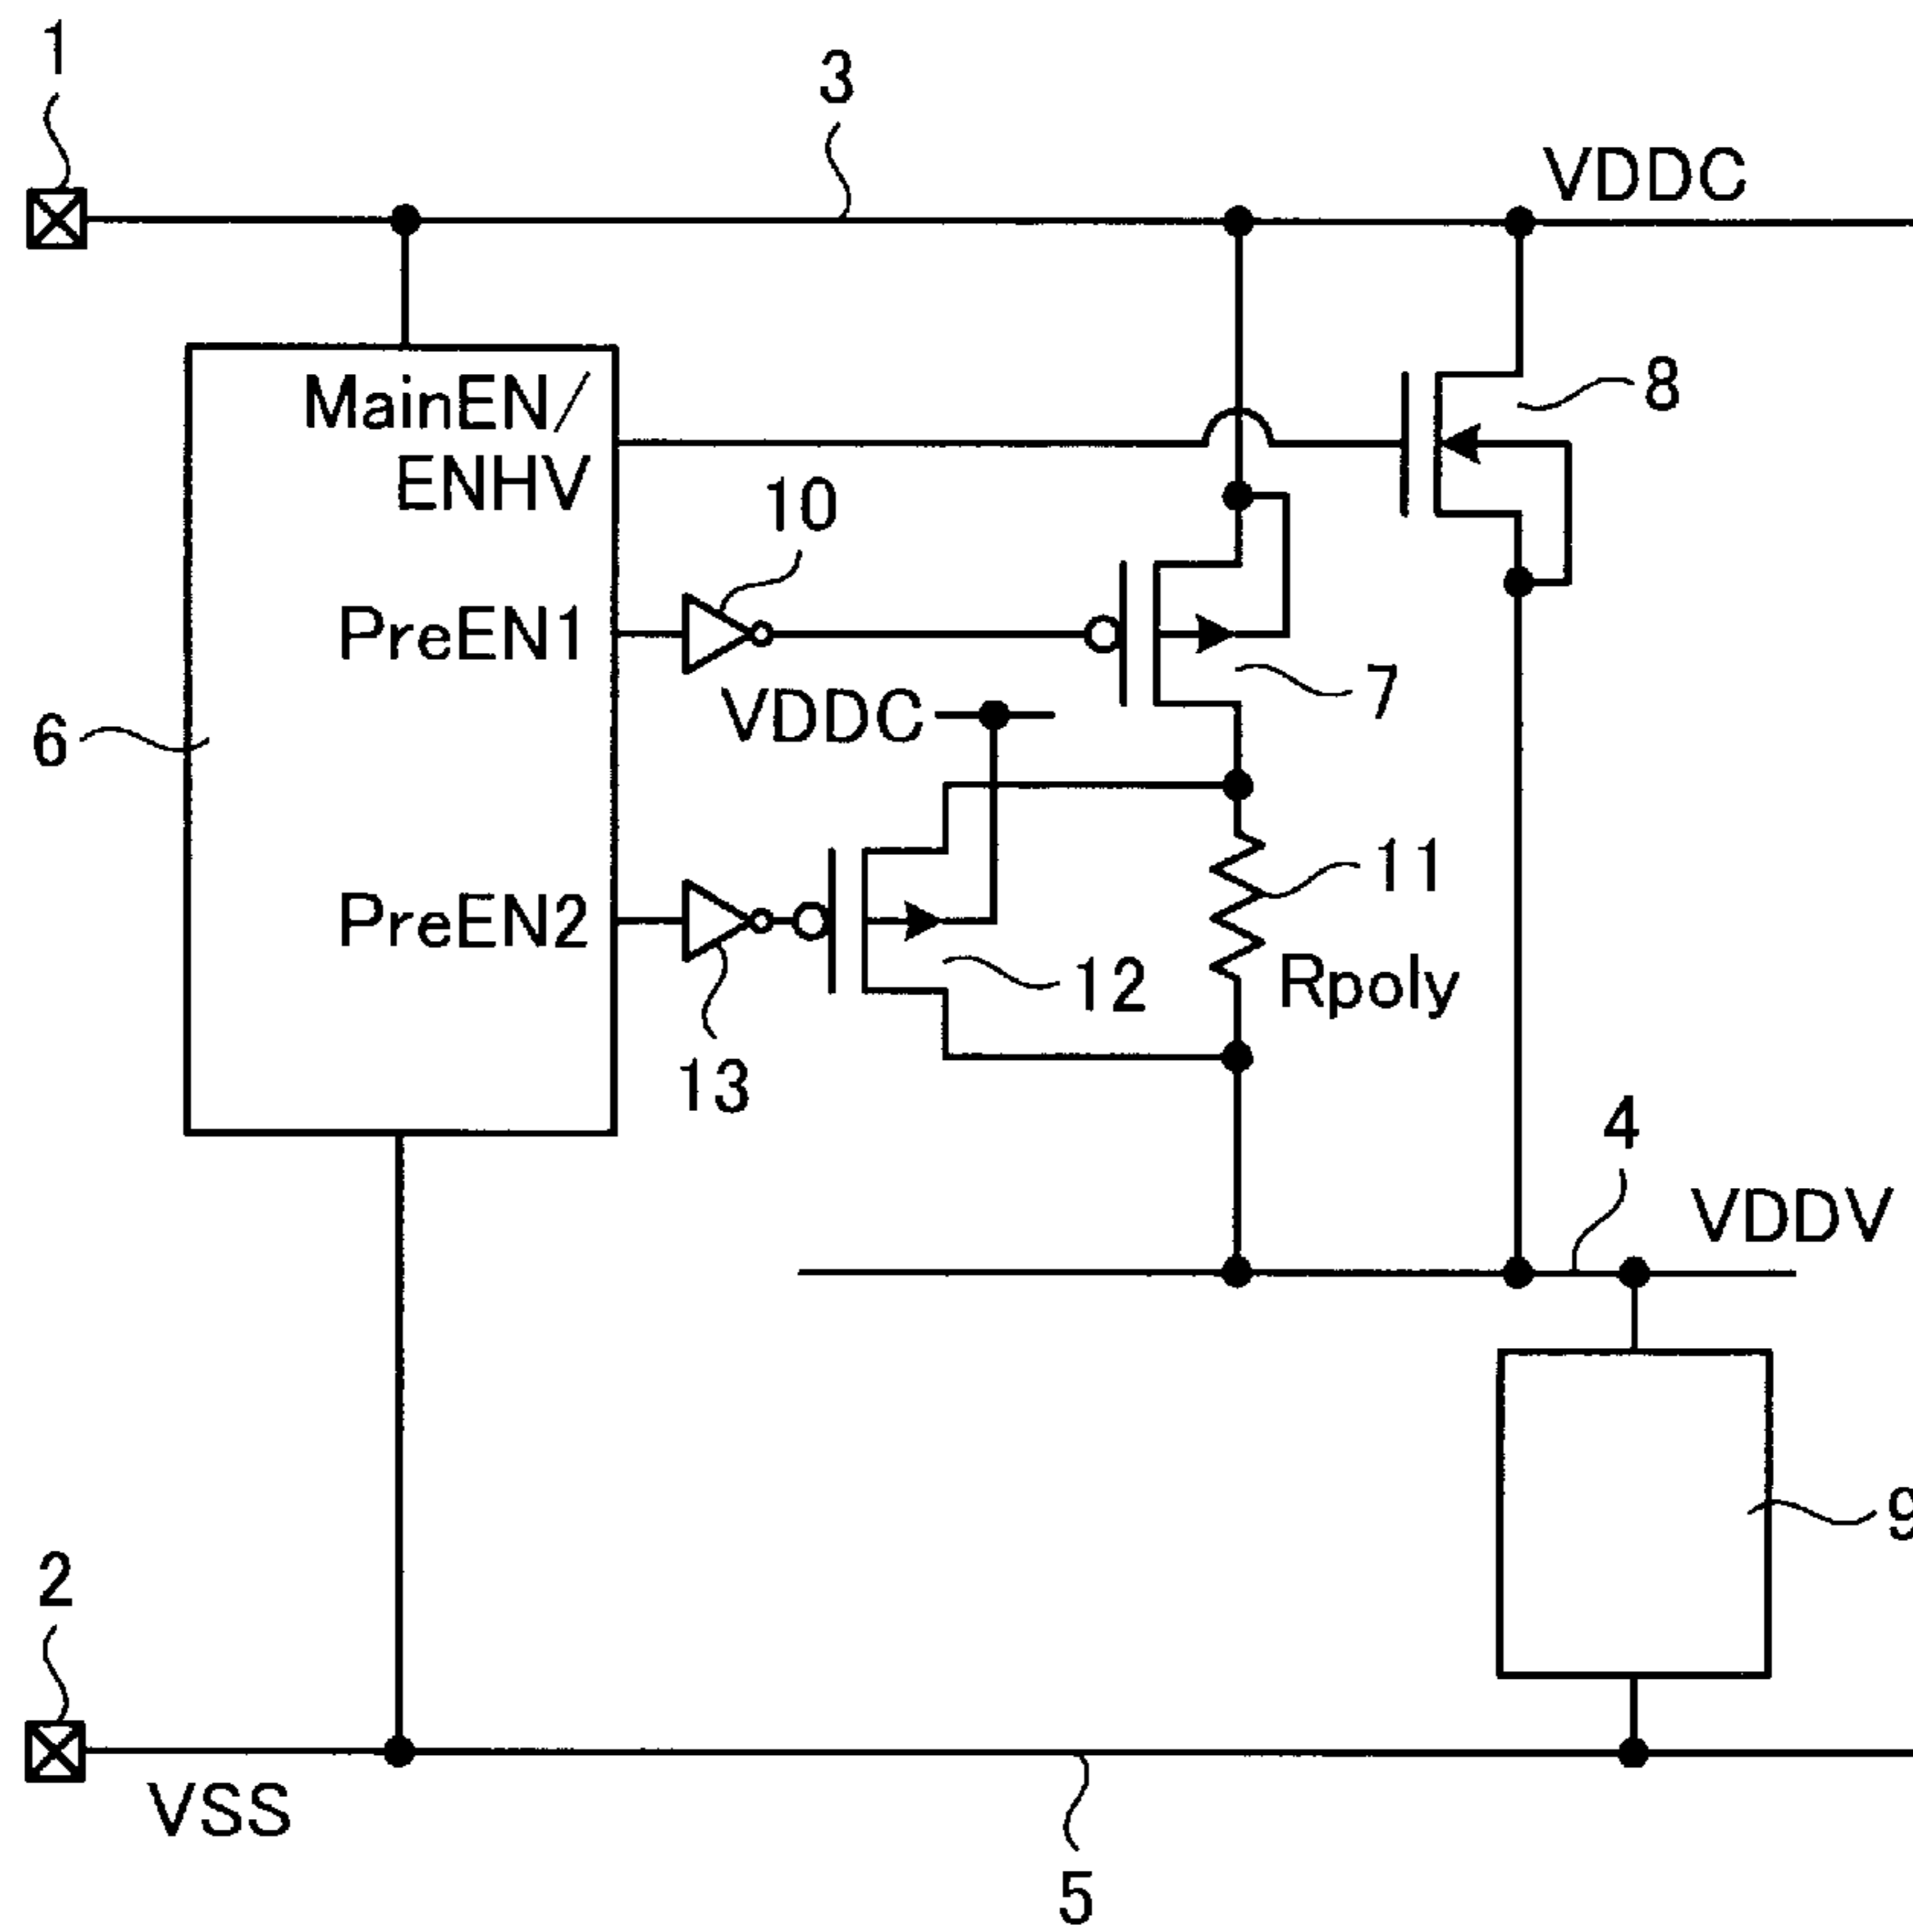 1
3
VDDC
MainEN/
ENHV
8
10
PreEN1
7
VDDC
6
11
PreEN2
12
Rpoly
13
4
VDDV
9
2
VSS
5